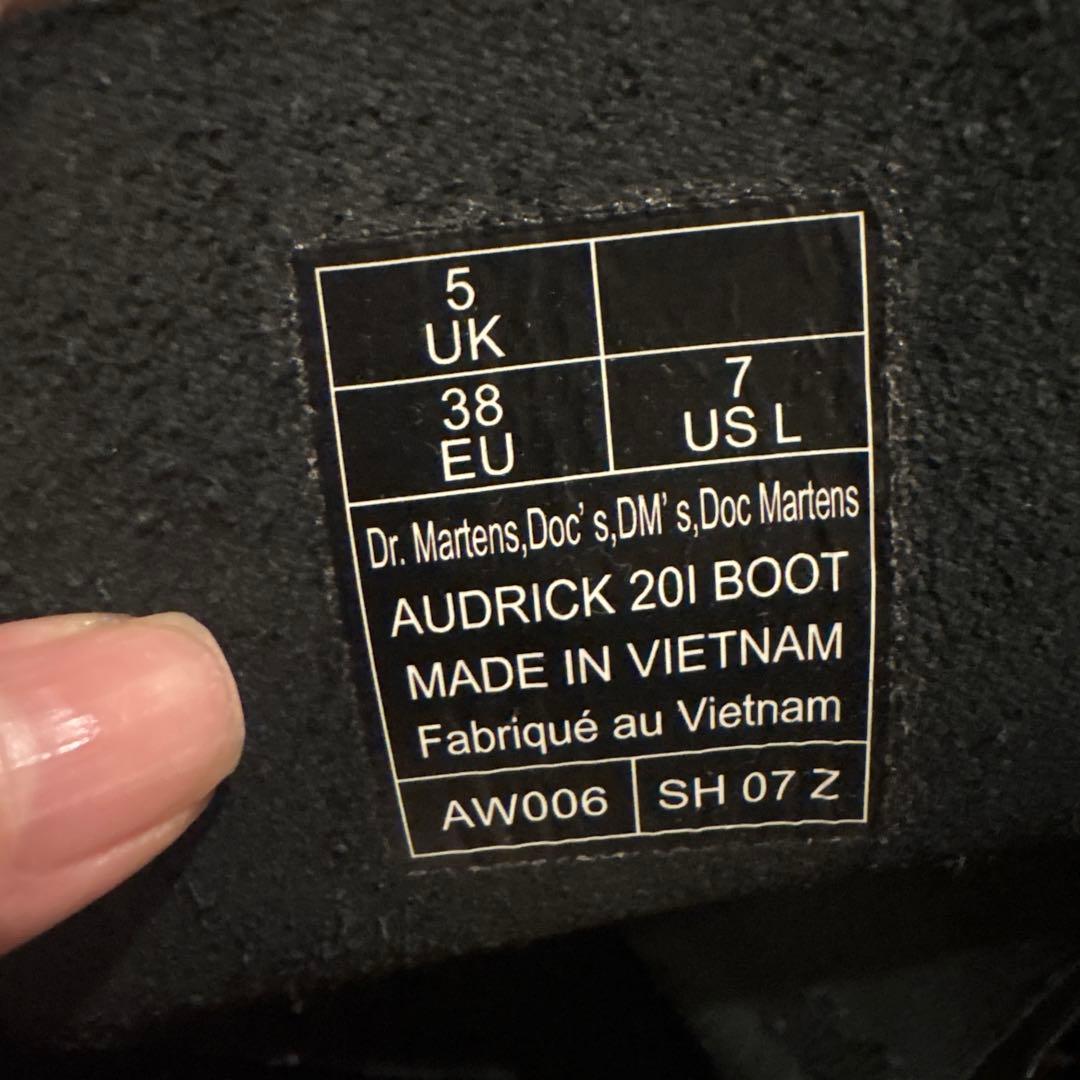 5
UK
38
EU
7
US L
Dr. Martens,Doc's,DM's,Doc Martens
AUDRICK 20I BOOT
MADE IN VIETNAM
Fabriqué au Vietnam
AW006
SH 07 Z